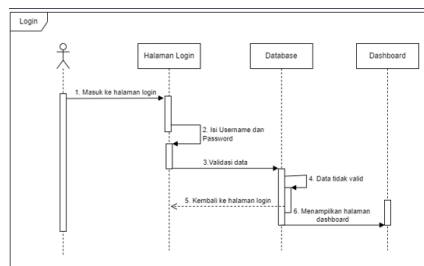 Login
Halaman Login
Database
Dashboard
1. Masuk ke halaman login
2. Isi Username dan
Password
3.Validasi data
4. Data tidak valid
5. Kembali ke halaman login
6. Menampilkan halaman
dashboard